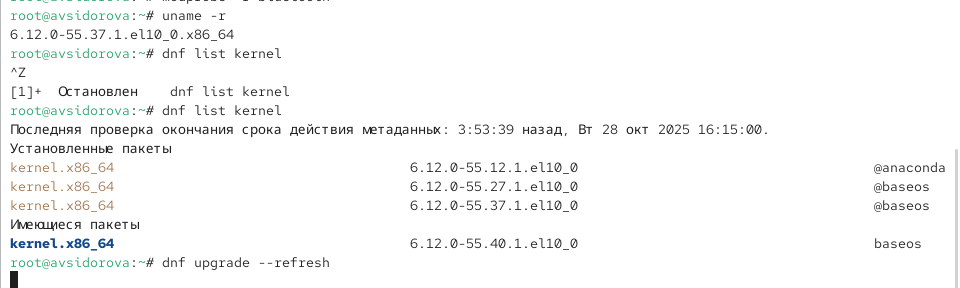 root@avsidorova:~# uname -r
6.12.0-55.37.1.el10_0.x86_64
root@avsidorova:~# dnf list kernel
^Z
[1]+  Остановлен    dnf list kernel
root@avsidorova:~# dnf list kernel
Последняя проверка окончания срока действия метаданных: 3:53:39 назад, Вт 28 окт 2025 16:15:00.
Установленные пакеты
kernel.x86_64 6.12.0-55.12.1.el10_0 @anaconda
kernel.x86_64 6.12.0-55.27.1.el10_0 @baseos
kernel.x86_64 6.12.0-55.37.1.el10_0 @baseos
Имеющиеся пакеты
kernel.x86_64 6.12.0-55.40.1.el10_0 baseos
root@avsidorova:~# dnf upgrade --refresh